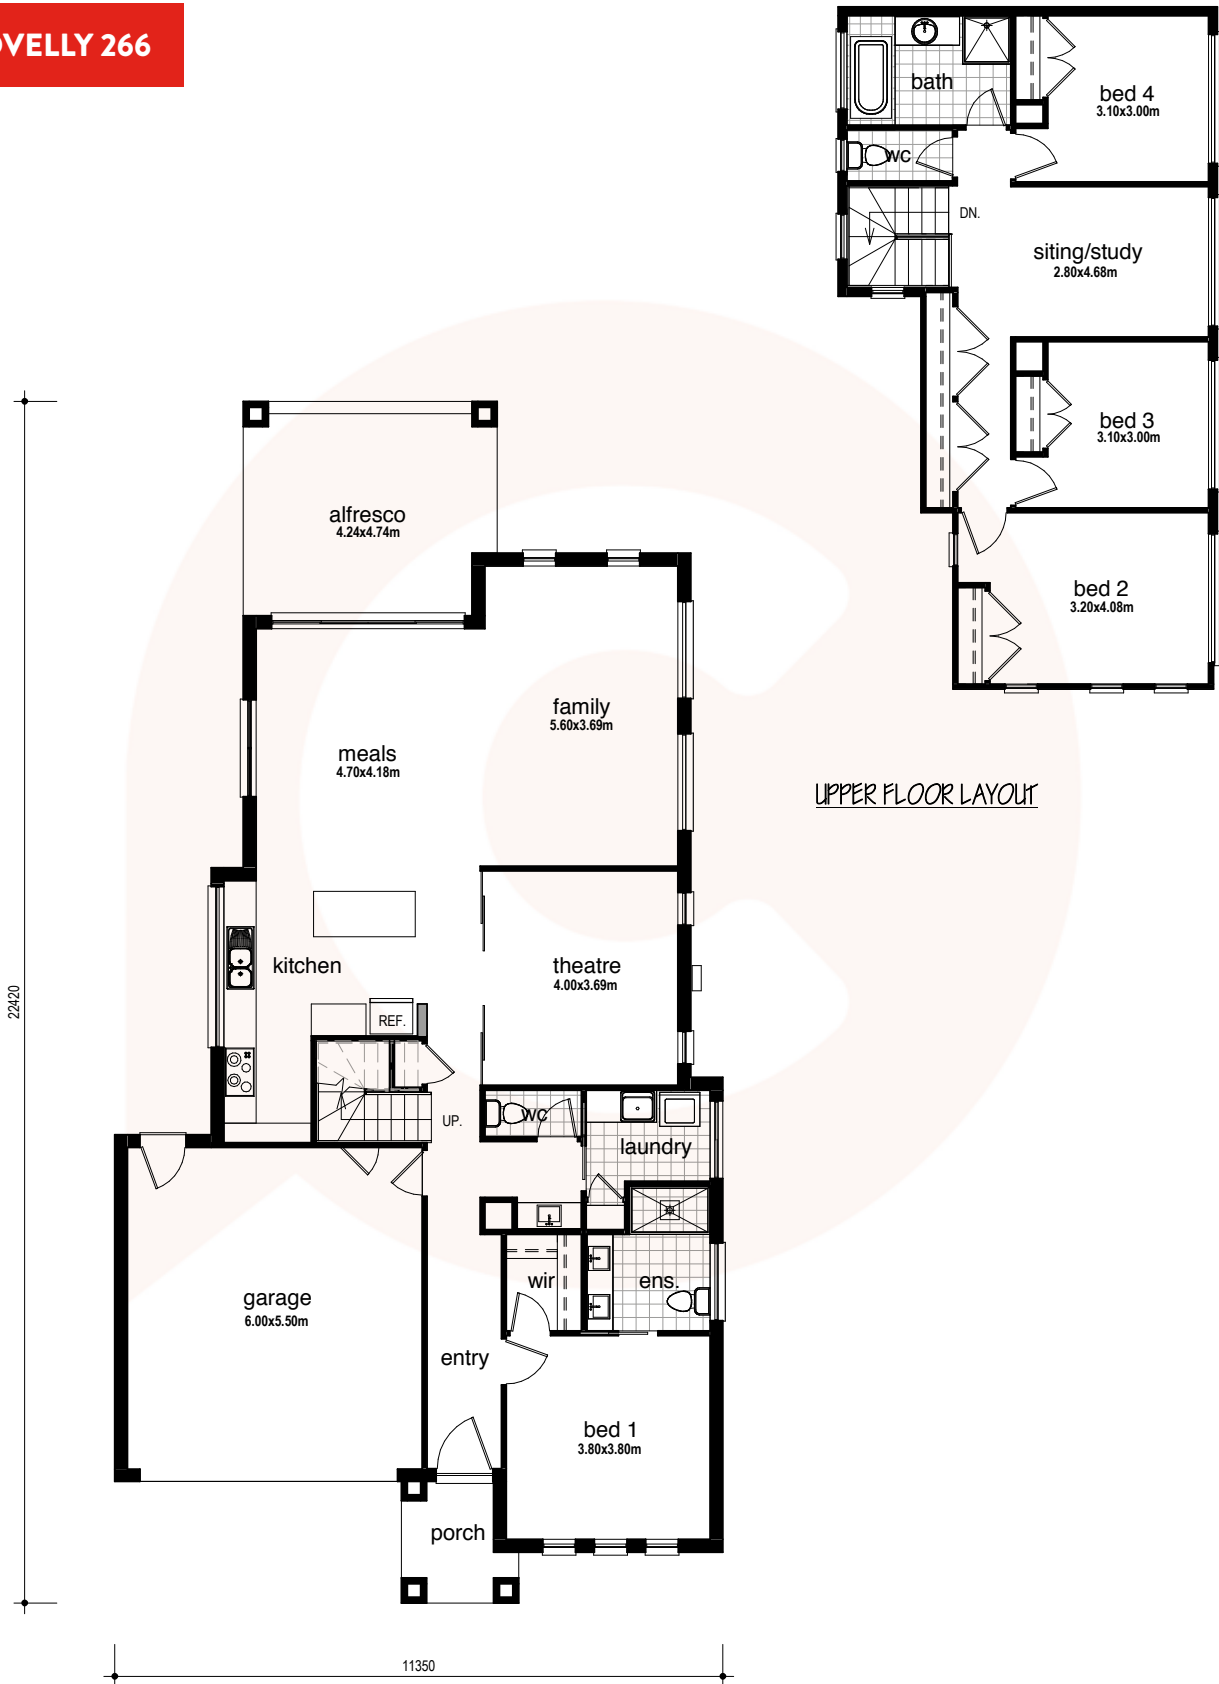 OVELLY 266
bath
bed 4
3.10x3.00m
wc
DN.
siting/study
2.80x4.68m
bed 3
3.10x3.00m
bed 2
3.20x4.08m
UPPER FLOOR LAYOUT
alfresco
4.24x4.74m
family
5.60x3.69m
meals
4.70x4.18m
kitchen
theatre
4.00x3.69m
REF.
22420
UP.
wc
laundry
wir
ens.
garage
6.00x5.50m
entry
bed 1
3.80x3.80m
porch
11350